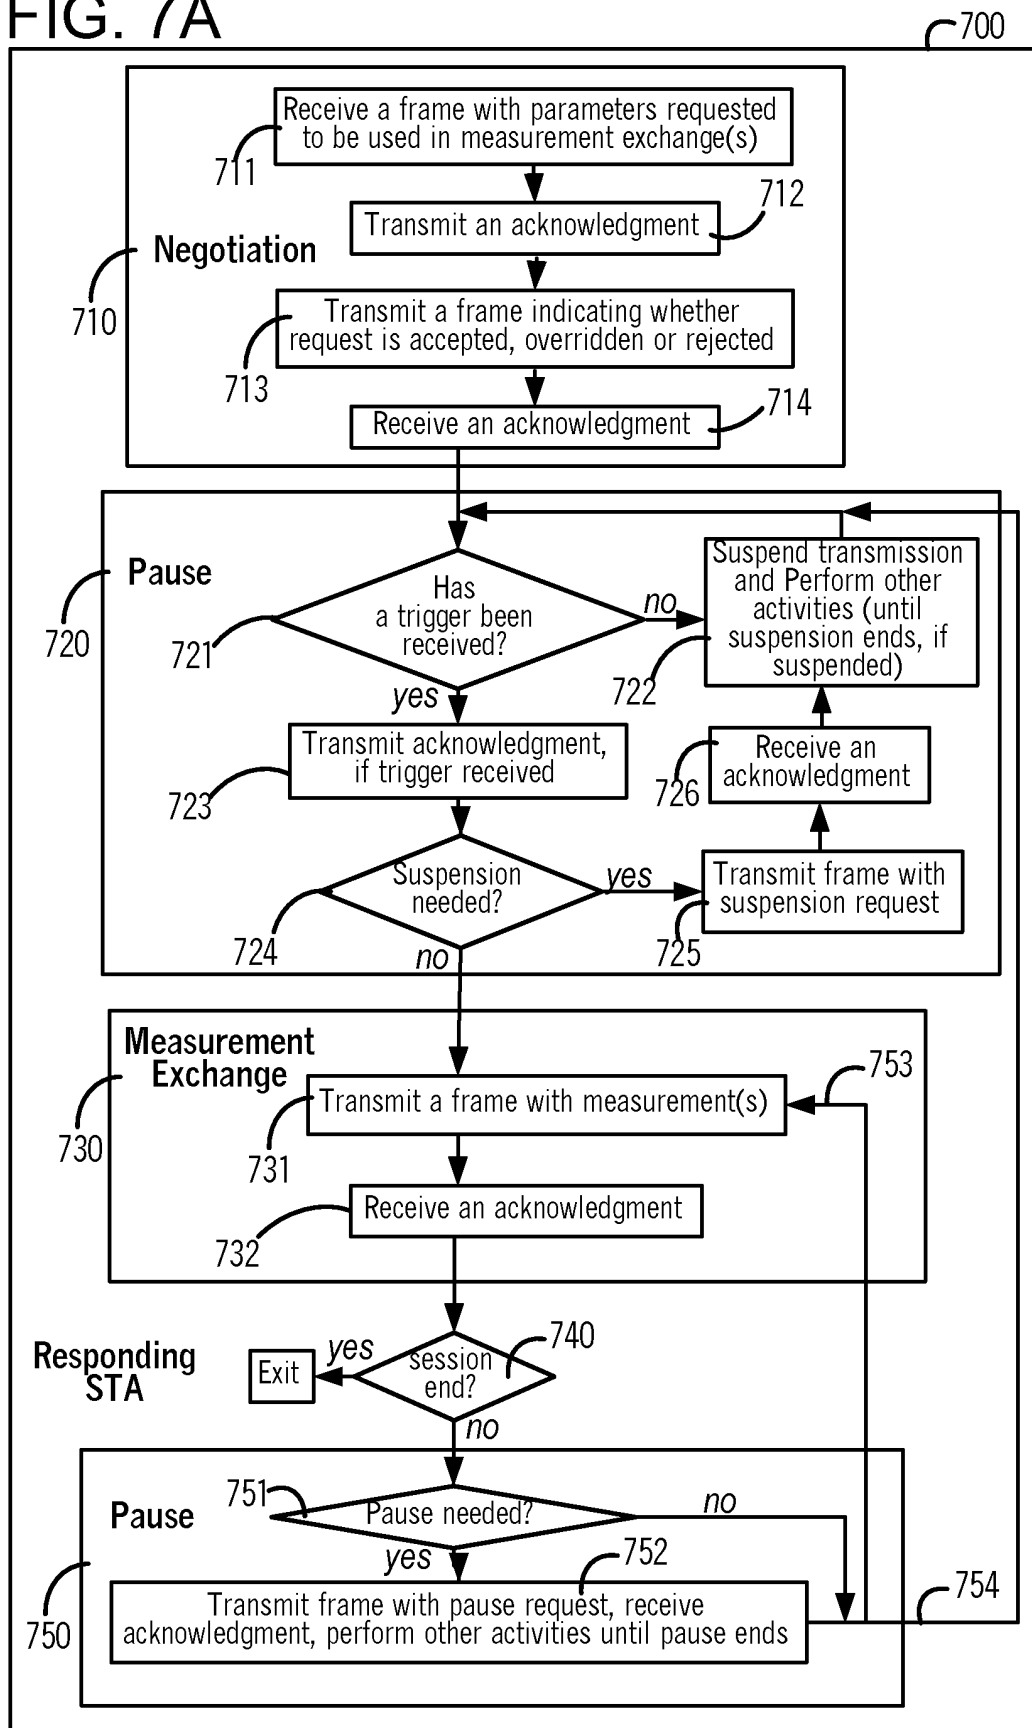 FIG. 7A
700
Receive a frame with parameters requested
to be used in measurement exchange(s)
711
712
Transmit an acknowledgment
Negotiation
710
Transmit a frame indicating whether
request is accepted, overridden or rejected
713
714
Receive an acknowledgment
Pause
720
Has
a trigger been
received?
721
no
Suspend transmission
and Perform other
activities (until
suspension ends, if
suspended)
722
yes
Transmit acknowledgment,
if trigger received
723
Receive an
acknowledgment
726
Suspension
needed?
724
yes
Transmit frame with
suspension request
725
no
Measurement
Exchange
730
753
Transmit a frame with measurement(s)
731
Receive an acknowledgment
732
Responding
STA
Exit
yes
session
end?
740
no
Pause
750
751
Pause needed?
no
yes
752
Transmit frame with pause request, receive
acknowledgment, perform other activities until pause ends
754